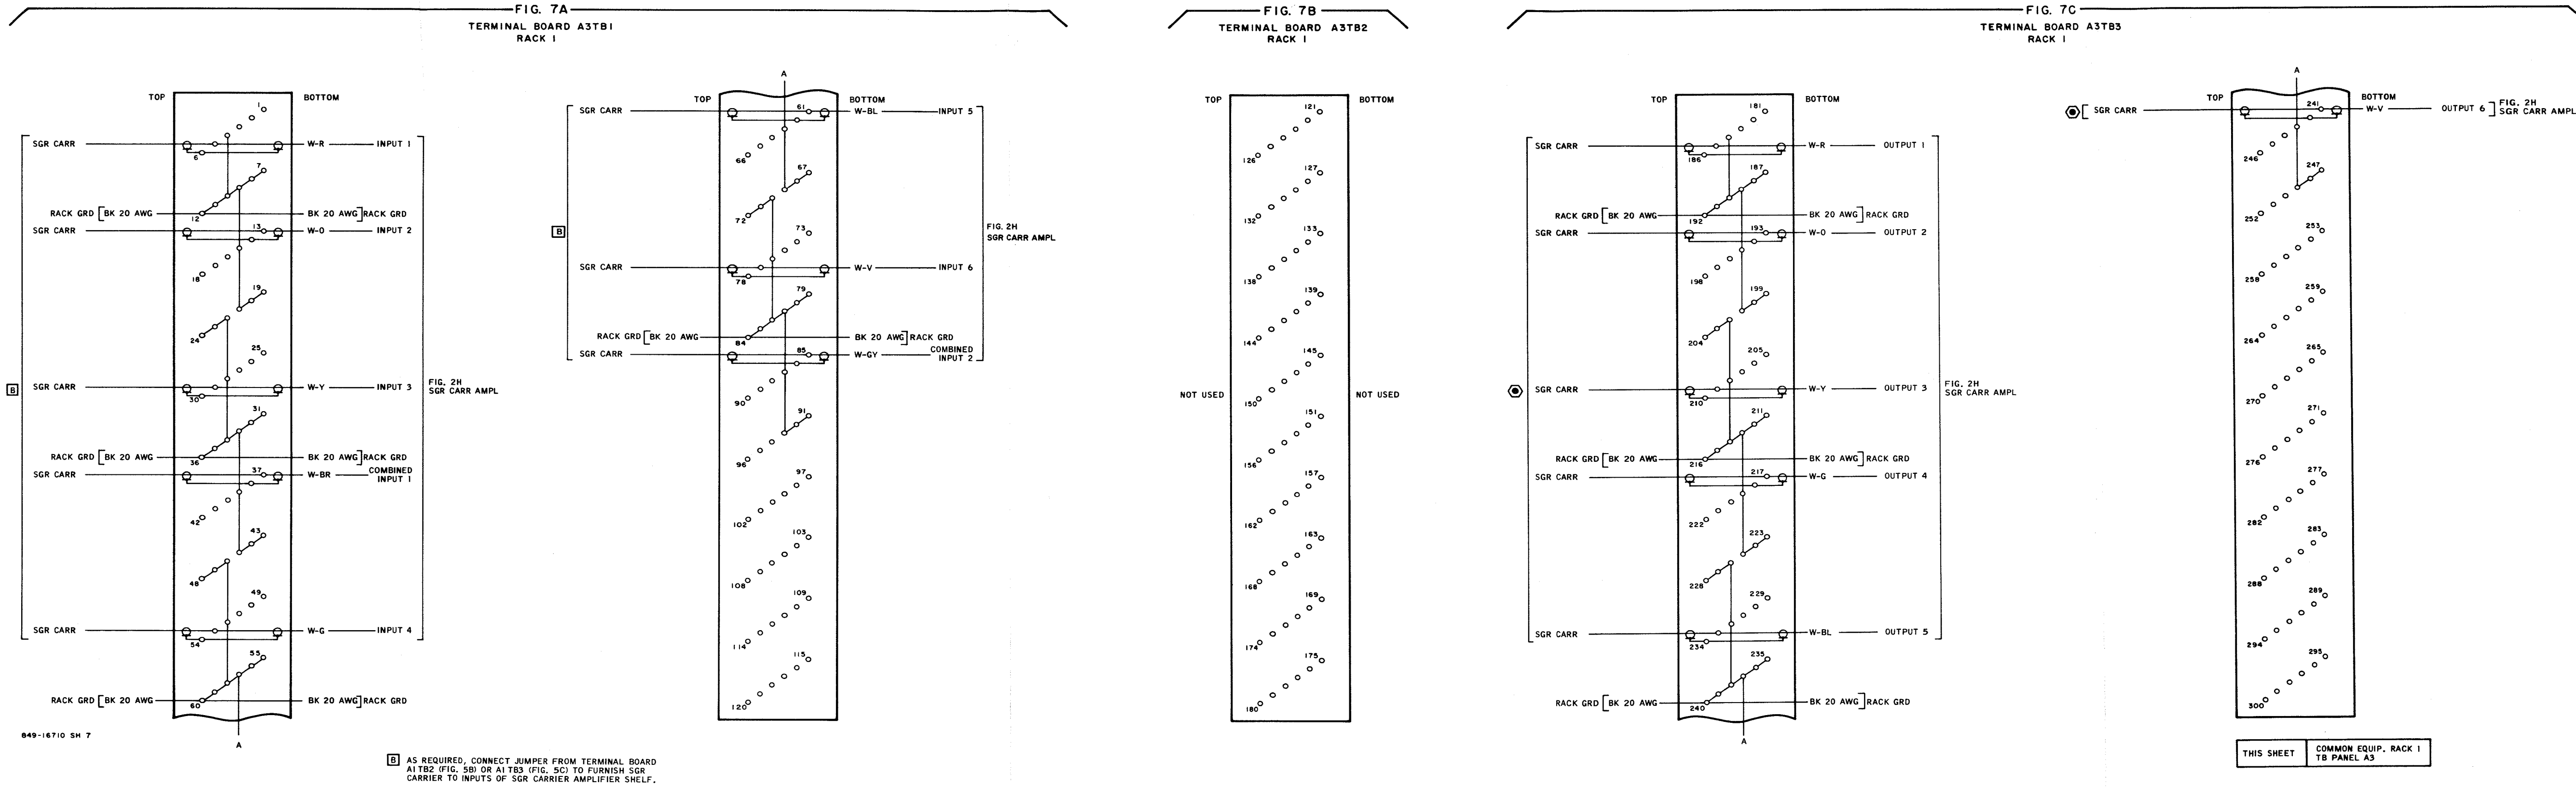 FIG. 7A
TERMINAL BOARD A3TB1
RACK 1
TOP
BOTTOM
1
SGR CARR
6
W-R
INPUT 1
7
RACK GRD
BK 20 AWG
12
BK 20 AWG
RACK GRD
SGR CARR
13
W-O
INPUT 2
18
19
24
25
B
SGR CARR
30
W-Y
INPUT 3
FIG. 2H
SGR CARR AMPL
31
RACK GRD
BK 20 AWG
36
BK 20 AWG
RACK GRD
SGR CARR
37
W-BR
COMBINED
INPUT 1
42
43
48
49
SGR CARR
54
W-G
INPUT 4
55
RACK GRD
BK 20 AWG
60
BK 20 AWG
RACK GRD
A
849-16710 SH 7
A
TOP
BOTTOM
SGR CARR
61
W-BL
INPUT 5
66
67
72
B
73
FIG. 2H
SGR CARR AMPL
SGR CARR
78
W-V
INPUT 6
79
RACK GRD
BK 20 AWG
84
BK 20 AWG
RACK GRD
SGR CARR
85
W-GY
COMBINED
INPUT 2
90
91
96
97
102
103
108
109
114
115
120
B AS REQUIRED, CONNECT JUMPER FROM TERMINAL BOARD
A1TB2 (FIG. 5B) OR A1TB3 (FIG. 5C) TO FURNISH SGR
CARRIER TO INPUTS OF SGR CARRIER AMPLIFIER SHELF.
FIG. 7B
TERMINAL BOARD A3TB2
RACK 1
TOP
BOTTOM
121
126
127
132
133
138
139
144
145
NOT USED
150
NOT USED
151
156
157
162
163
168
169
174
175
180
FIG. 7C
TERMINAL BOARD A3TB3
RACK 1
TOP
BOTTOM
181
SGR CARR
186
W-R
OUTPUT 1
187
RACK GRD
BK 20 AWG
192
BK 20 AWG
RACK GRD
SGR CARR
193
W-O
OUTPUT 2
198
199
204
205
SGR CARR
210
W-Y
OUTPUT 3
FIG. 2H
SGR CARR AMPL
211
RACK GRD
BK 20 AWG
216
BK 20 AWG
RACK GRD
SGR CARR
217
W-G
OUTPUT 4
222
223
228
229
SGR CARR
234
W-BL
OUTPUT 5
235
RACK GRD
BK 20 AWG
240
BK 20 AWG
RACK GRD
A
A
TOP
BOTTOM
SGR CARR
241
W-V
OUTPUT 6
FIG. 2H
SGR CARR AMPL
246
247
252
253
258
259
264
265
270
271
276
277
282
283
288
289
294
295
300
THIS SHEET
COMMON EQUIP. RACK 1
TB PANEL A3